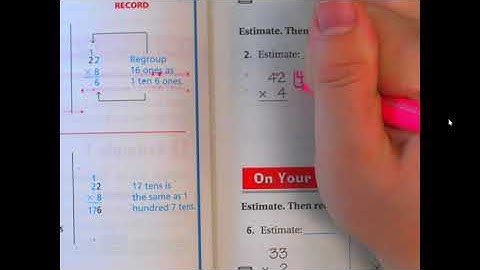 RECORD
1
22
× 8
6
Regroup
16 ones as
1 ten 6 ones.
1
22
× 8
176
17 tens is
the same as 1
hundred 7 tens.
Estimate. Then
2. Estimate:
42
× 4
On Your
Estimate. Then
6. Estimate:
33